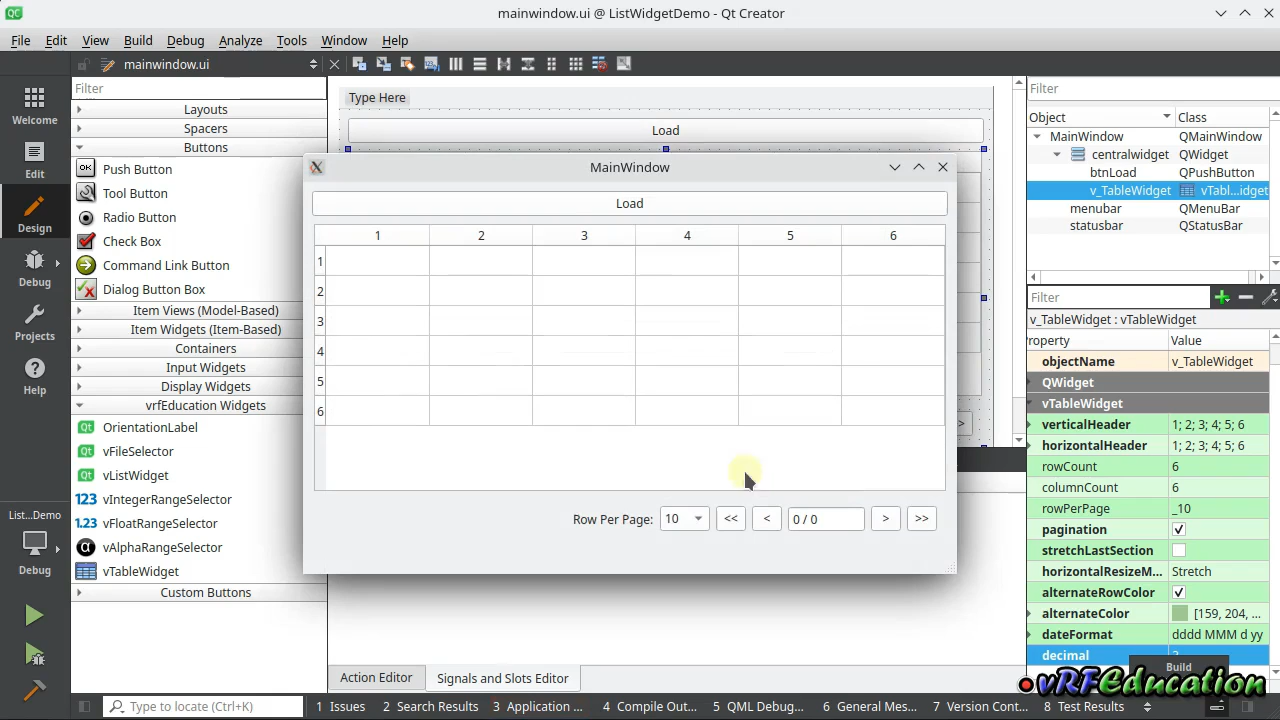 mainwindow.ui @ ListWidgetDemo - Qt Creator
File Edit View Build Debug Analyze Tools Window Help
mainwindow.ui
Welcome
Edit
Design
Debug
Projects
Help
List...Demo
Debug
Filter
Layouts
Spacers
Buttons
Push Button
Tool Button
Radio Button
Check Box
Command Link Button
Dialog Button Box
Item Views (Model-Based)
Item Widgets (Item-Based)
Containers
Input Widgets
Display Widgets
vrfEducation Widgets
OrientationLabel
vFileSelector
vListWidget
123 vIntegerRangeSelector
1.23 vFloatRangeSelector
vAlphaRangeSelector
vTableWidget
Custom Buttons
Type Here
Load
MainWindow
Load
1 2 3 4 5 6
1
2
3
4
5
6
Row Per Page: 10 << < 0 / 0 > >>
Action Editor Signals and Slots Editor
Filter
Object Class
MainWindow QMainWindow
centralwidget QWidget
btnLoad QPushButton
v_TableWidget vTabl...idget
menubar QMenuBar
statusbar QStatusBar
Filter
v_TableWidget : vTableWidget
Property Value
objectName v_TableWidget
QWidget
vTableWidget
verticalHeader 1; 2; 3; 4; 5; 6
horizontalHeader 1; 2; 3; 4; 5; 6
rowCount 6
columnCount 6
rowPerPage _10
pagination
stretchLastSection
horizontalResizeM... Stretch
alternateRowColor
alternateColor [159, 204, ...
dateFormat dddd MMM d yy
decimal
Build
vRFEducation
Type to locate (Ctrl+K) 1 Issues 2 Search Results 3 Application ... 4 Compile Out... 5 QML Debug... 6 General Mes... 7 Version Cont... 8 Test Results